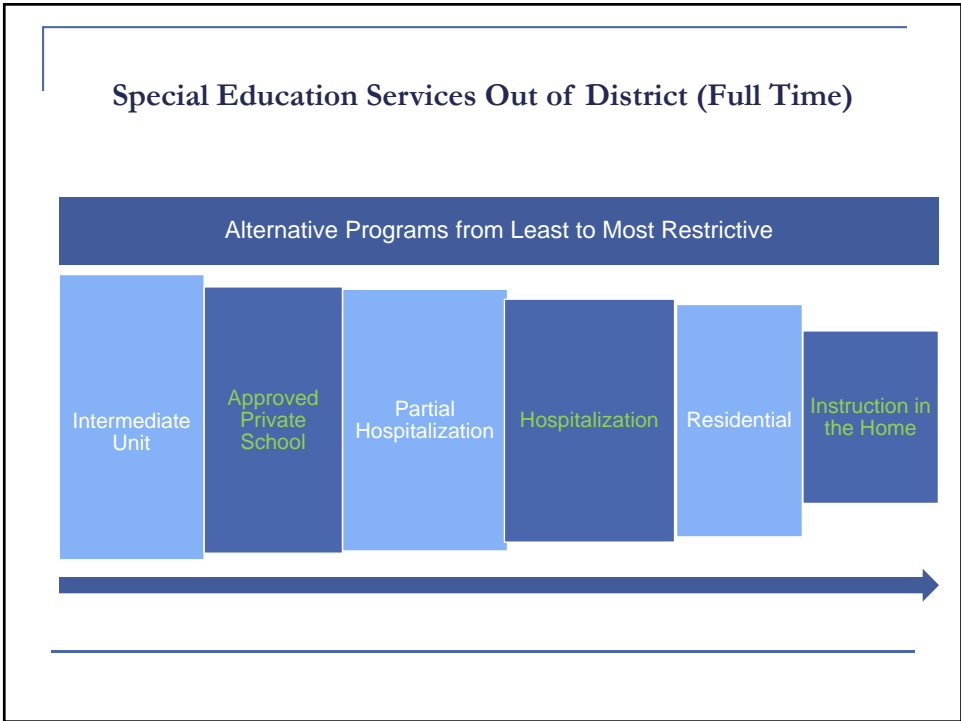 Special Education Services Out of District (Full Time)
Alternative Programs from Least to Most Restrictive
Intermediate
Unit
Approved
Private
School
Partial
Hospitalization
Hospitalization
Residential
Instruction in
the Home